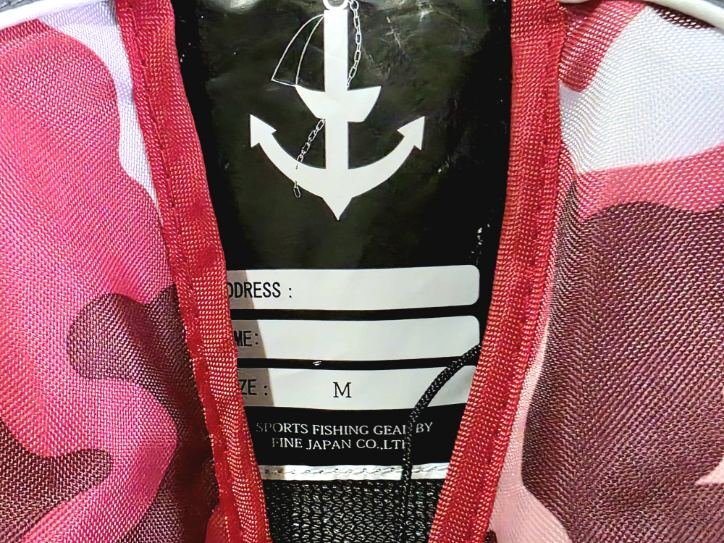 DDRESS :
ME:
ZE : M
SPORTS FISHING GEAR BY
FINE JAPAN CO.,LTD